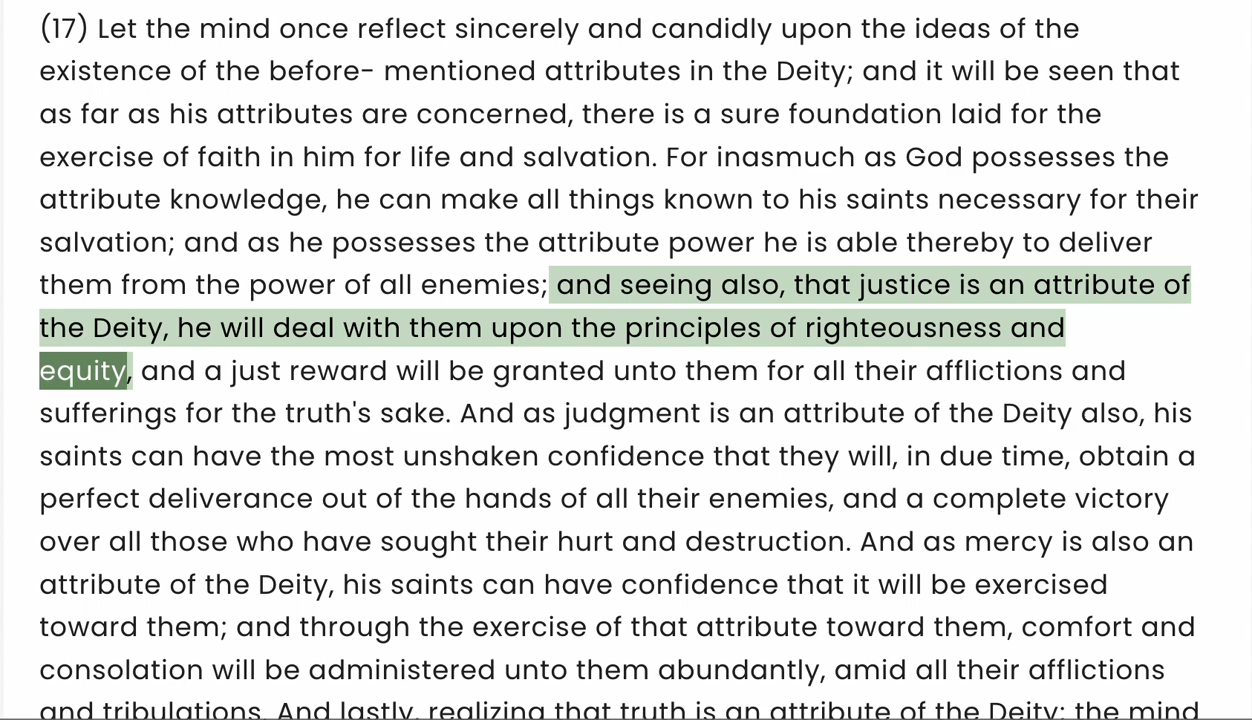 (17) Let the mind once reflect sincerely and candidly upon the ideas of the
existence of the before- mentioned attributes in the Deity; and it will be seen that
as far as his attributes are concerned, there is a sure foundation laid for the
exercise of faith in him for life and salvation. For inasmuch as God possesses the
attribute knowledge, he can make all things known to his saints necessary for their
salvation; and as he possesses the attribute power he is able thereby to deliver
them from the power of all enemies; and seeing also, that justice is an attribute of
the Deity, he will deal with them upon the principles of righteousness and
equity, and a just reward will be granted unto them for all their afflictions and
sufferings for the truth's sake. And as judgment is an attribute of the Deity also, his
saints can have the most unshaken confidence that they will, in due time, obtain a
perfect deliverance out of the hands of all their enemies, and a complete victory
over all those who have sought their hurt and destruction. And as mercy is also an
attribute of the Deity, his saints can have confidence that it will be exercised
toward them; and through the exercise of that attribute toward them, comfort and
consolation will be administered unto them abundantly, amid all their afflictions
and tribulations. And lastly, realizing that truth is an attribute of the Deity; the mind